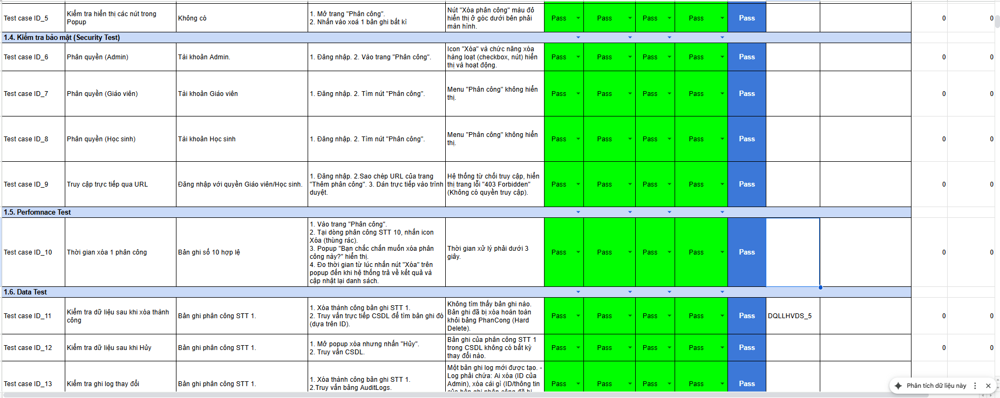 Test case ID_5
Kiểm tra hiển thị các nút trong
Popup
Không có
1. Mở trang "Phân công".
2. Nhấn vào xoá 1 bản ghi bất kì
Nút "Xóa phân công" màu đỏ
hiển thị ở góc dưới bên phải
màn hình.
Pass
Pass
Pass
Pass
Pass
0
0
1.4. Kiểm tra bảo mật (Security Test)
Test case ID_6
Phân quyền (Admin)
Tài khoản Admin.
1. Đăng nhập. 2. Vào trang "Phân công".
Icon "Xóa" và chức năng xóa
hàng loạt (checkbox, nút) hiển
thị và hoạt động.
Pass
Pass
Pass
Pass
Pass
0
0
Test case ID_7
Phân quyền (Giáo viên)
Tài khoản Giáo viên
1. Đăng nhập. 2. Tìm nút "Phân công".
Menu "Phân công" không hiển
thị.
Pass
Pass
Pass
Pass
Pass
0
0
Test case ID_8
Phân quyền (Học sinh)
Tài khoản Học sinh
1. Đăng nhập. 2. Tìm nút "Phân công".
Menu "Phân công" không hiển
thị.
Pass
Pass
Pass
Pass
Pass
0
0
Test case ID_9
Truy cập trực tiếp qua URL
Đăng nhập với quyền Giáo viên/Học sinh.
1. Đăng nhập. 2.Sao chép URL của trang
"Thêm phân công". 3. Dán trực tiếp vào trình
duyệt.
Hệ thống từ chối truy cập, hiển
thị trang lỗi "403 Forbidden"
(Không có quyền truy cập).
Pass
Pass
Pass
Pass
Pass
0
0
1.5. Perfomnace Test
Test case ID_10
Thời gian xóa 1 phân công
Bản ghi số 10 hợp lệ
1. Vào trang "Phân công".
2. Tại dòng phân công STT 10, nhấn icon
Xóa (thùng rác).
3. Popup "Bạn chắc chắn muốn xóa phân
công này?" hiển thị.
4. Đo thời gian từ lúc nhấn nút "Xóa" trên
popup đến khi hệ thống trả về kết quả và
cập nhật lại danh sách.
Thời gian xử lý phải dưới 3
giây.
Pass
Pass
Pass
Pass
Pass
0
0
1.6. Data Test
Test case ID_11
Kiểm tra dữ liệu sau khi xóa thành
công
Bản ghi phân công STT 1.
1. Xóa thành công bản ghi STT 1.
2. Truy vấn trực tiếp CSDL để tìm bản ghi đó
(dựa trên ID).
Không tìm thấy bản ghi nào.
Bản ghi đã bị xóa hoàn toàn
khỏi bảng PhanCong (Hard
Delete).
Pass
Pass
Pass
Pass
Pass
DQLLHVDS_5
0
0
Test case ID_12
Kiểm tra dữ liệu sau khi Hủy
Bản ghi phân công STT 1.
1. Mở popup xóa nhưng nhấn "Hủy".
2. Truy vấn CSDL.
Bản ghi của phân công STT 1
trong CSDL không có bất kỳ
thay đổi nào.
Pass
Pass
Pass
Pass
Pass
0
0
Test case ID_13
Kiểm tra ghi log thay đổi
Bản ghi phân công STT 1.
1. Xóa thành công bản ghi STT 1.
2.Truy vấn bảng AuditLogs.
Một bản ghi log mới được tạo. -
Log phải chứa: Ai xóa (ID của
Admin), xóa cái gì (ID/thông tin
của bản ghi phân công đã bị
Pass
Pass
Pass
Pass
Pass
Phân tích dữ liệu này